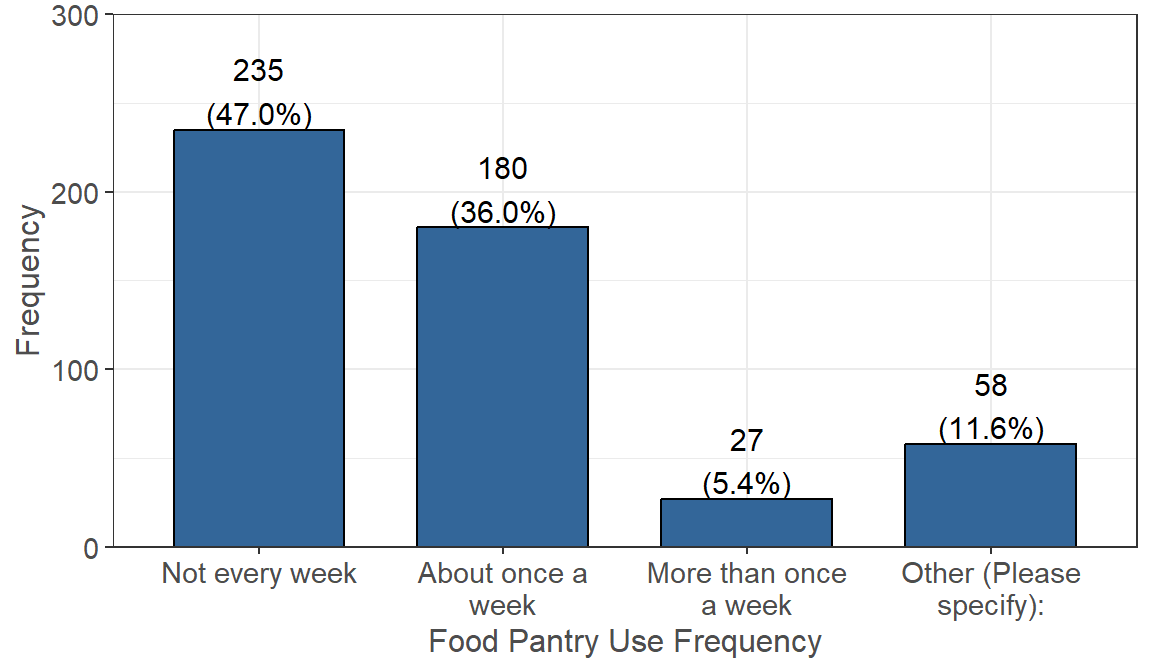 300
200
100
0
Frequency
235
(47.0%)
180
(36.0%)
27
(5.4%)
58
(11.6%)
Not every week
About once a
week
More than once
a week
Other (Please
specify):
Food Pantry Use Frequency